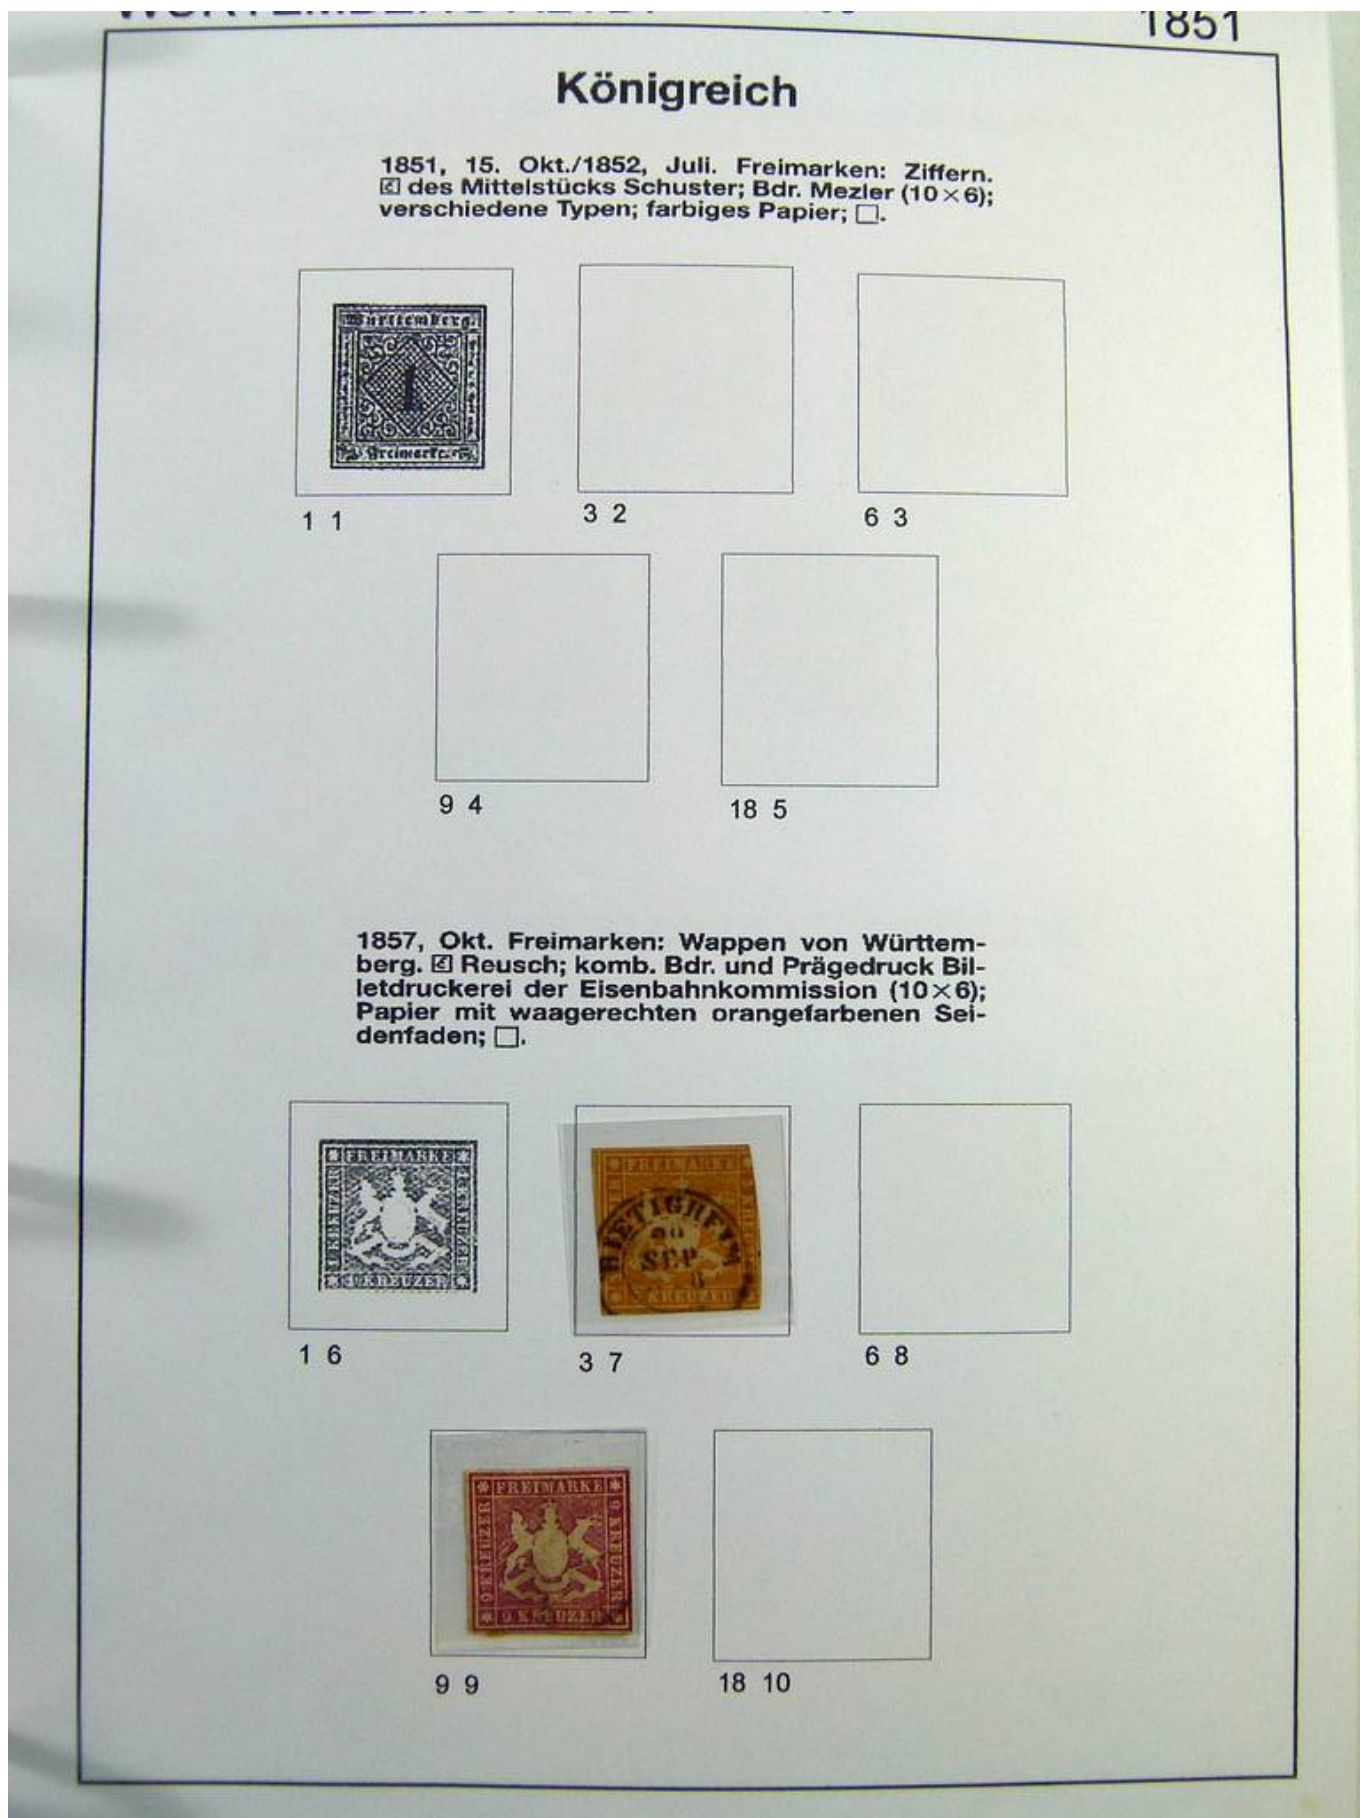 1851
Königreich
1851, 15. Okt./1852, Juli. Freimarken: Ziffern.
des Mittelstücks Schuster; Bdr. Mezler (10×6);
verschiedene Typen; farbiges Papier; □.
Württemberg.
1
Freimarke.
1 1
3 2
6 3
9 4
18 5
1857, Okt. Freimarken: Wappen von Württem-
berg. Reusch; komb. Bdr. und Prägedruck Bil-
letdruckerei der Eisenbahnkommission (10×6);
Papier mit waagerechten orangefarbenen Sei-
denfaden; □.
FREIMARKE
1 KREUZER
1 KREUZER
FREIMARKE
BIETIGHEIM
SEP
KREUZER
1 6
3 7
6 8
FREIMARKE
9 KREUZER
9 KREUZER
9 KREUZER
9 9
18 10